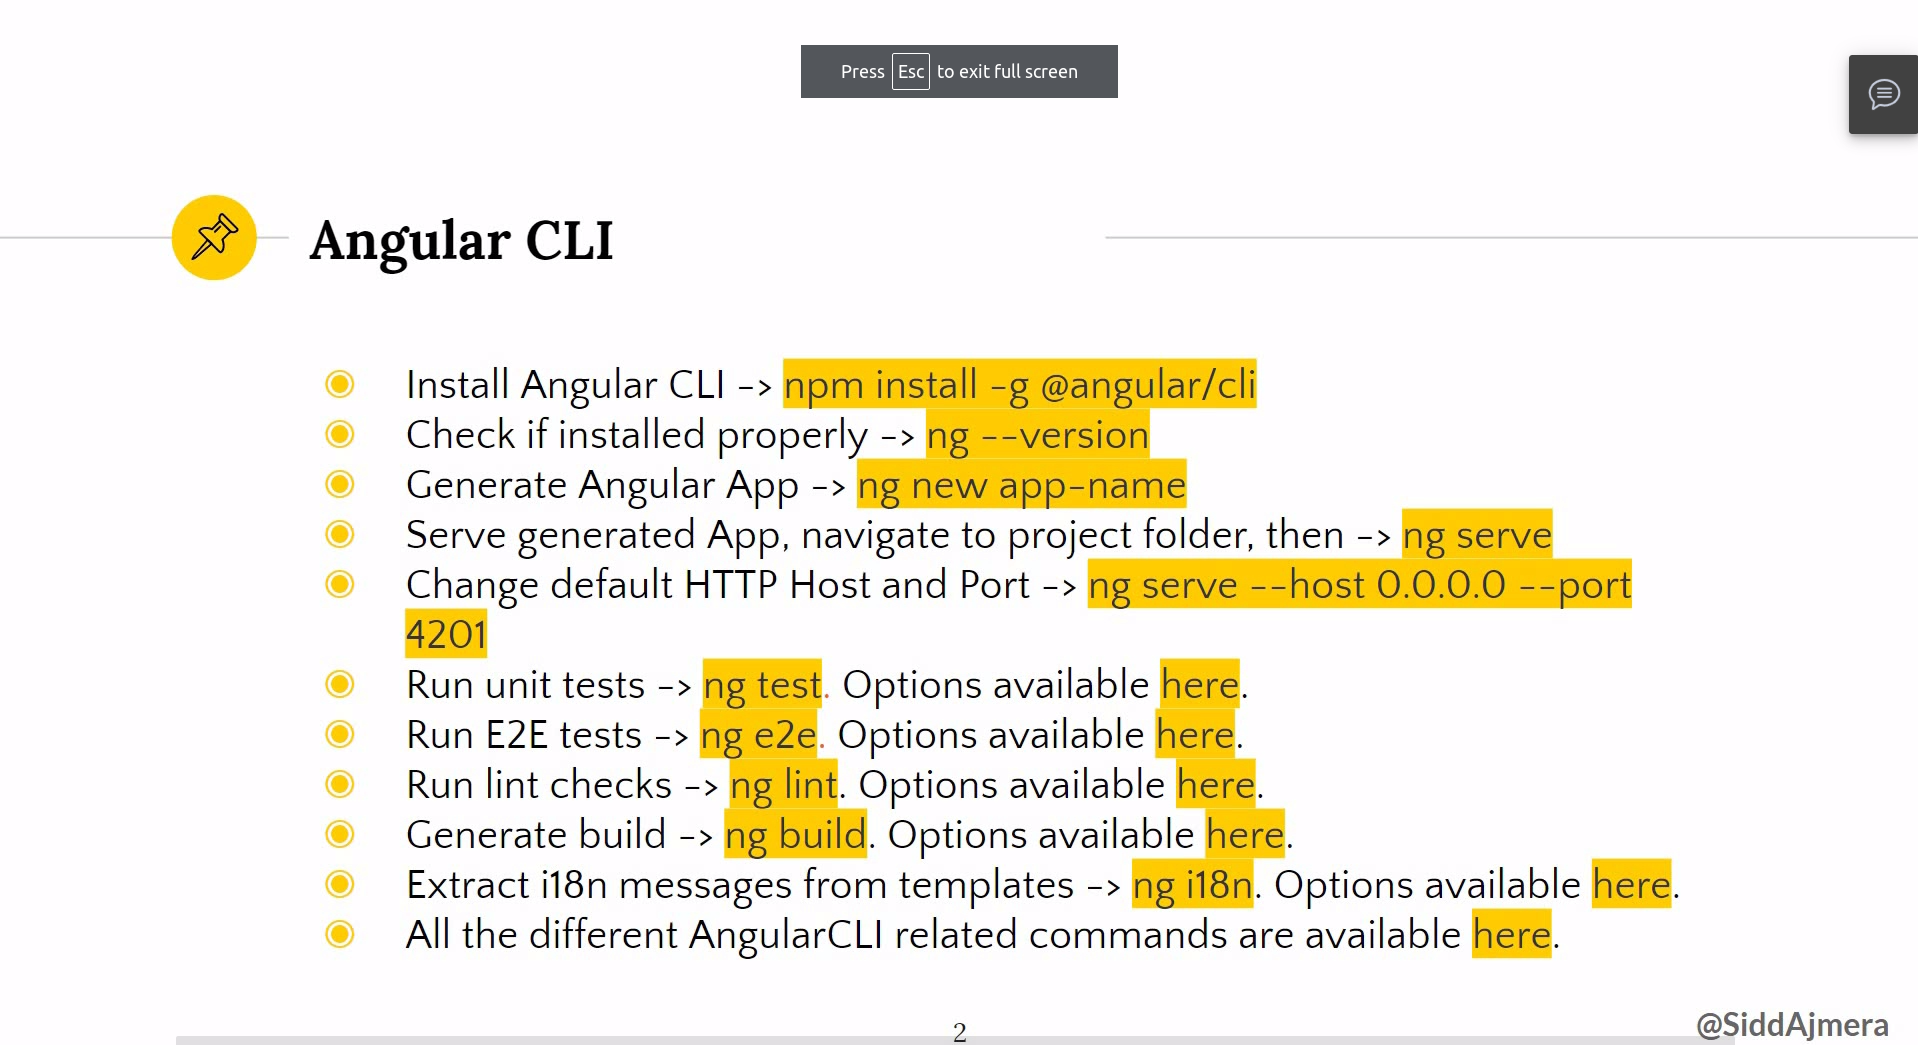 Press Esc to exit full screen
Angular CLI
Install Angular CLI -> npm install -g @angular/cli
Check if installed properly -> ng --version
Generate Angular App -> ng new app-name
Serve generated App, navigate to project folder, then -> ng serve
Change default HTTP Host and Port -> ng serve --host 0.0.0.0 --port
4201
Run unit tests -> ng test. Options available here.
Run E2E tests -> ng e2e. Options available here.
Run lint checks -> ng lint. Options available here.
Generate build -> ng build. Options available here.
Extract i18n messages from templates -> ng i18n. Options available here.
All the different AngularCLI related commands are available here.
2
@SiddAjmera